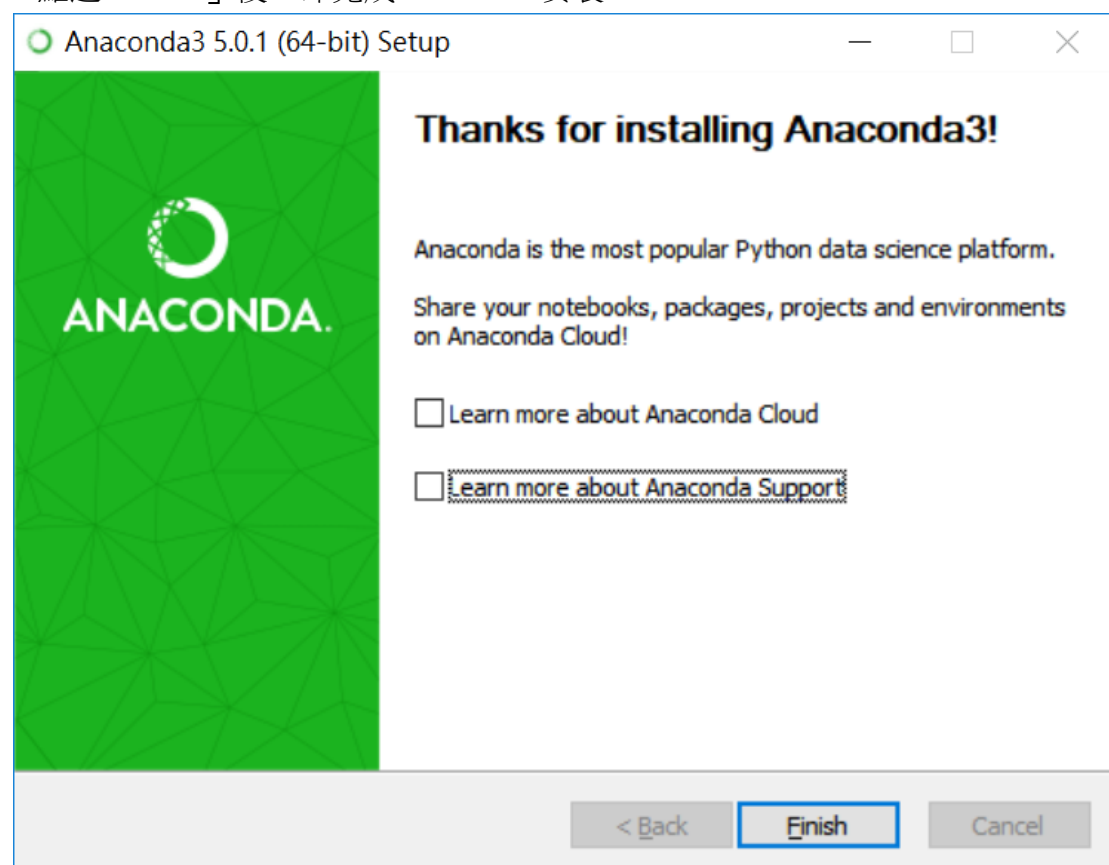 Anaconda3 5.0.1 (64-bit) Setup
Thanks for installing Anaconda3!
ANACONDA.
Anaconda is the most popular Python data science platform.
Share your notebooks, packages, projects and environments
on Anaconda Cloud!
Learn more about Anaconda Cloud
Learn more about Anaconda Support
< Back
Finish
Cancel